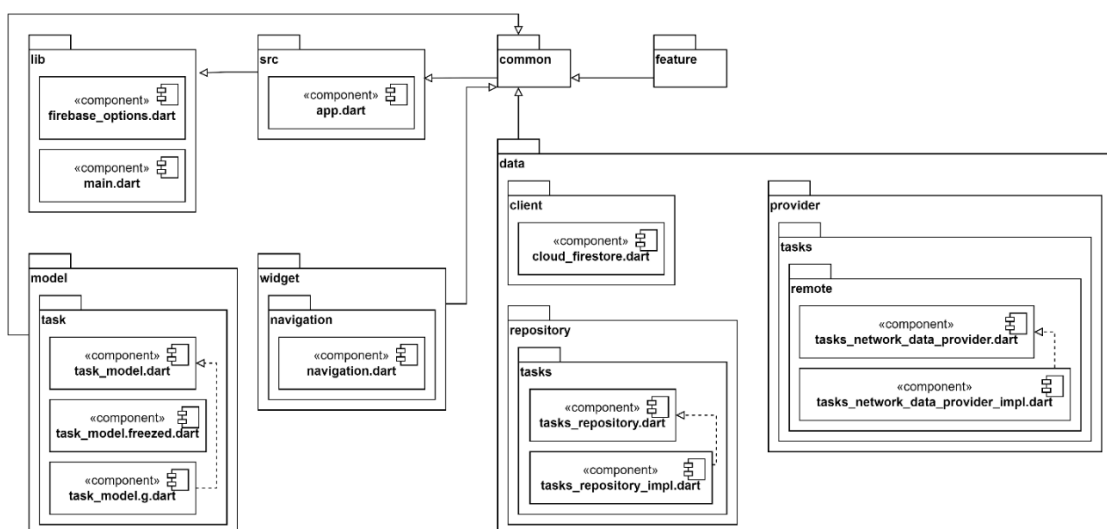 lib
«component»
firebase_options.dart
«component»
main.dart
src
«component»
app.dart
common
feature
model
task
«component»
task_model.dart
«component»
task_model.freezed.dart
«component»
task_model.g.dart
widget
navigation
«component»
navigation.dart
data
client
«component»
cloud_firestore.dart
repository
tasks
«component»
tasks_repository.dart
«component»
tasks_repository_impl.dart
provider
tasks
remote
«component»
tasks_network_data_provider.dart
«component»
tasks_network_data_provider_impl.dart